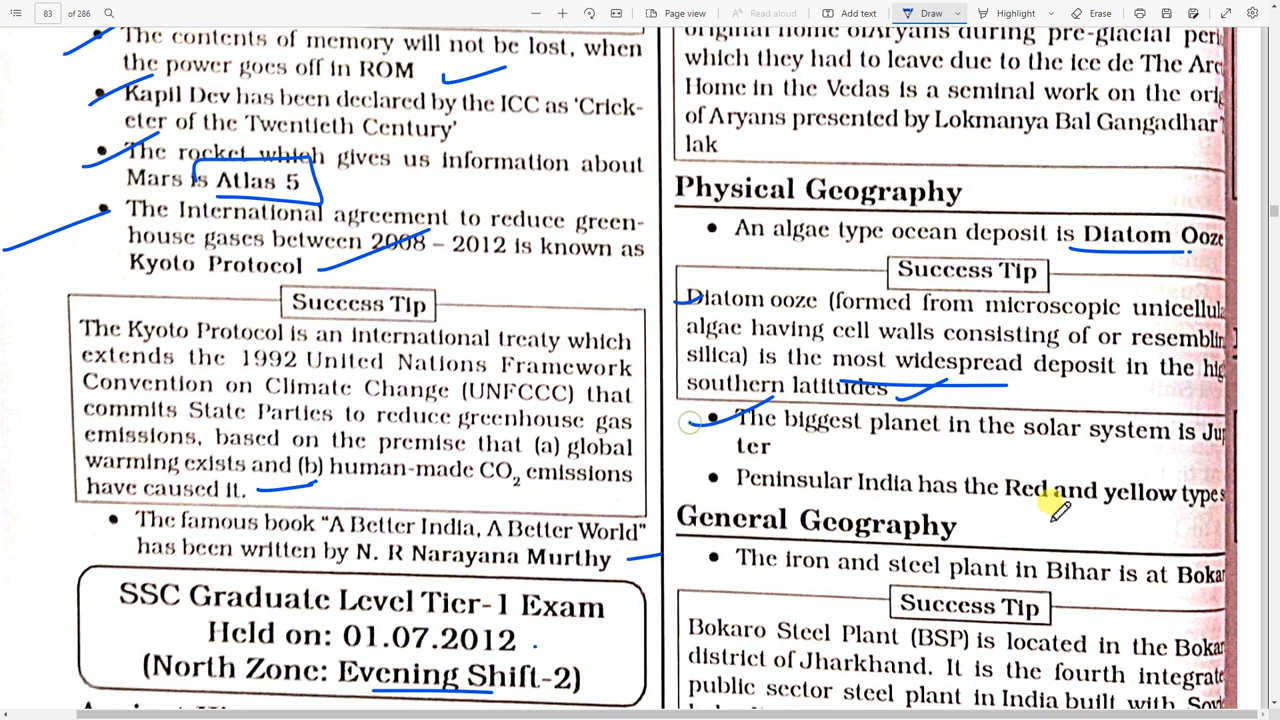 83 of 286
Page view
Read aloud
Add text
Draw
Highlight
Erase
The contents of memory will not be lost, when
the power goes off in ROM
Kapil Dev has been declared by the ICC as 'Crick-
eter of the Twentieth Century'
The rocket which gives us information about
Mars is Atlas 5
The International agreement to reduce green-
house gases between 2008 – 2012 is known as
Kyoto Protocol
Success Tip
The Kyoto Protocol is an international treaty which
extends the 1992 United Nations Framework
Convention on Climate Change (UNFCCC) that
commits State Parties to reduce greenhouse gas
emissions, based on the premise that (a) global
warming exists and (b) human-made CO2 emissions
have caused it.
The famous book "A Better India, A Better World"
has been written by N. R Narayana Murthy
SSC Graduate Level Tier-1 Exam
Held on: 01.07.2012
(North Zone: Evening Shift-2)
original home ofAryans during pre-glacial
which they had to leave due to the ice de The
Home in the Vedas is a seminal work on the
of Aryans presented by Lokmanya Bal Gangadhar
lak
Physical Geography
An algae type ocean deposit is Diatom Ooze
Success Tip
Diatom ooze (formed from microscopic
algae having cell walls consisting of or
silica) is the most widespread deposit in the
southern latitudes
The biggest planet in the solar system is Ju
ter
Peninsular India has the Red and yellow types
General Geography
The iron and steel plant in Bihar is at
Success Tip
Bokaro Steel Plant (BSP) is located in the
district of Jharkhand. It is the fourth
public sector steel plant in India built with